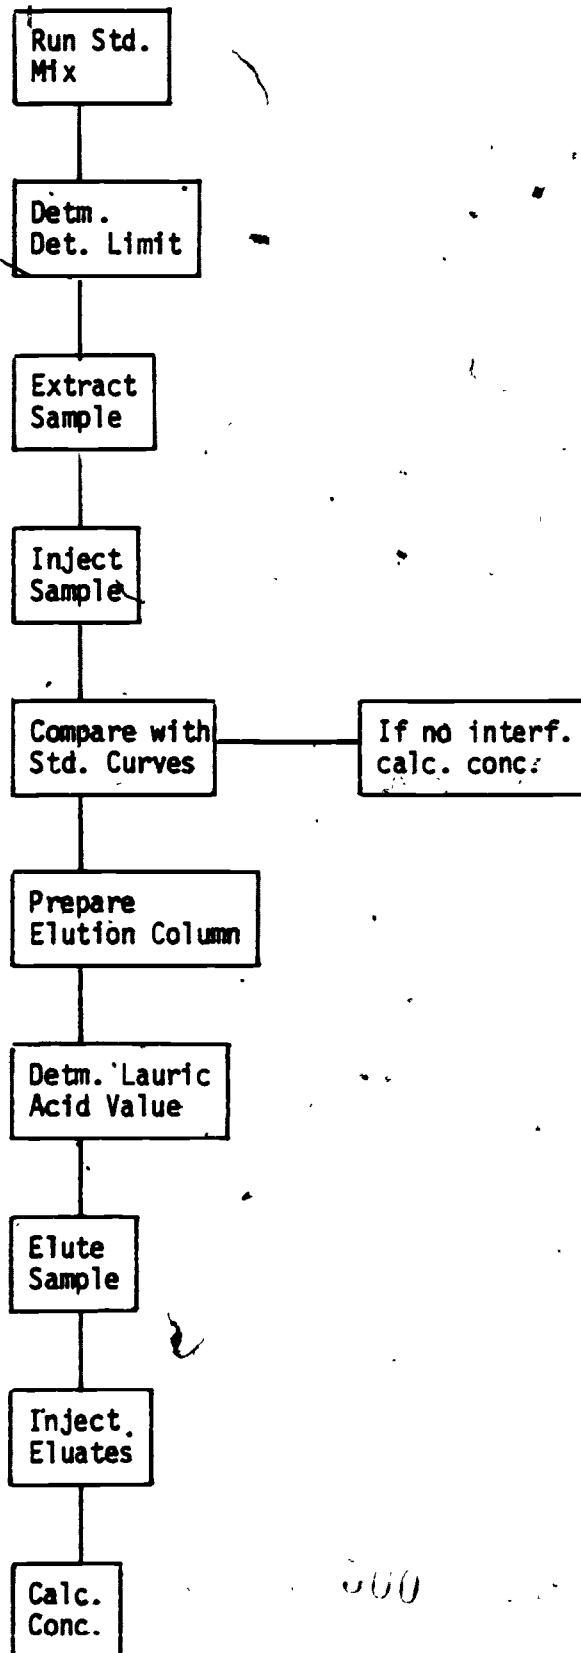 Run Std.
Mix
Detm.
Det. Limit
Extract
Sample
Inject
Sample
Compare with
Std. Curves
If no interf.
calc. conc.
Prepare
Elution Column
Detm. Lauric
Acid Value
Elute
Sample
Inject
Eluates
Calc.
Conc.